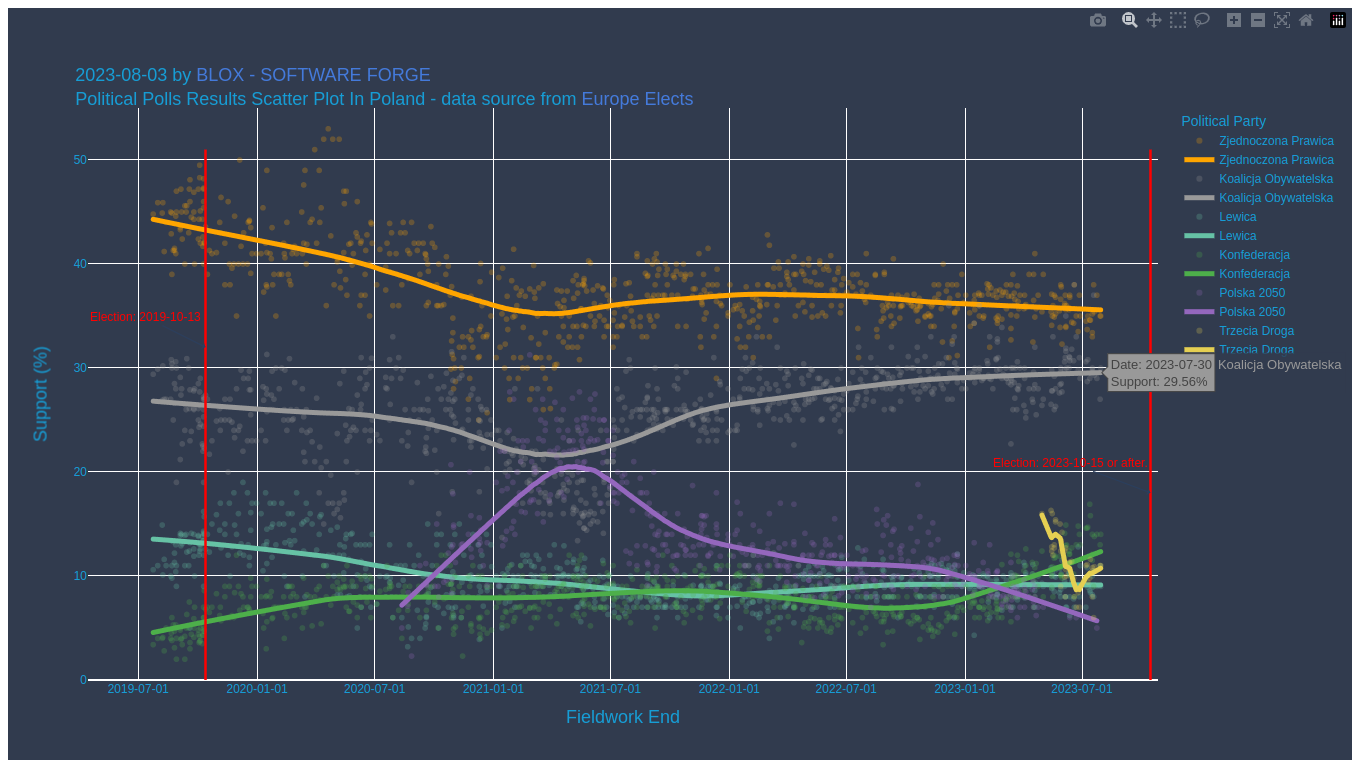 2023-08-03 by BLOX - SOFTWARE FORGE
Political Polls Results Scatter Plot In Poland - data source from Europe Elects
Political Party
Zjednoczona Prawica
Zjednoczona Prawica
Koalicja Obywatelska
Koalicja Obywatelska
Lewica
Lewica
Konfederacja
Konfederacja
Polska 2050
Polska 2050
Trzecia Droga
Trzecia Droga
50
40
30
20
10
0
Support (%)
Election: 2019-10-13
Date: 2023-07-30 Koalicja Obywatelska
Support: 29.56%
Election: 2023-10-15 or after.
2019-07-01 2020-01-01 2020-07-01 2021-01-01 2021-07-01 2022-01-01 2022-07-01 2023-01-01 2023-07-01
Fieldwork End